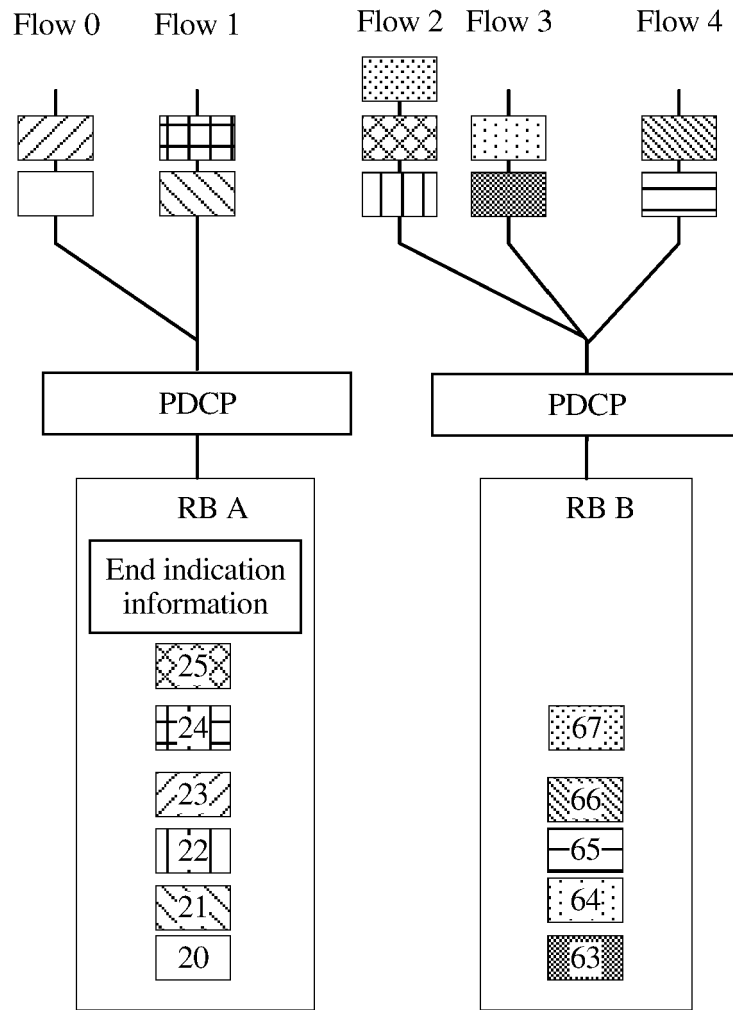 Flow 0 Flow 1 Flow 2 Flow 3 Flow 4
PDCP PDCP
RB A RB B
End indication
information
25
24 67
23 66
22 65
21 64
20 63